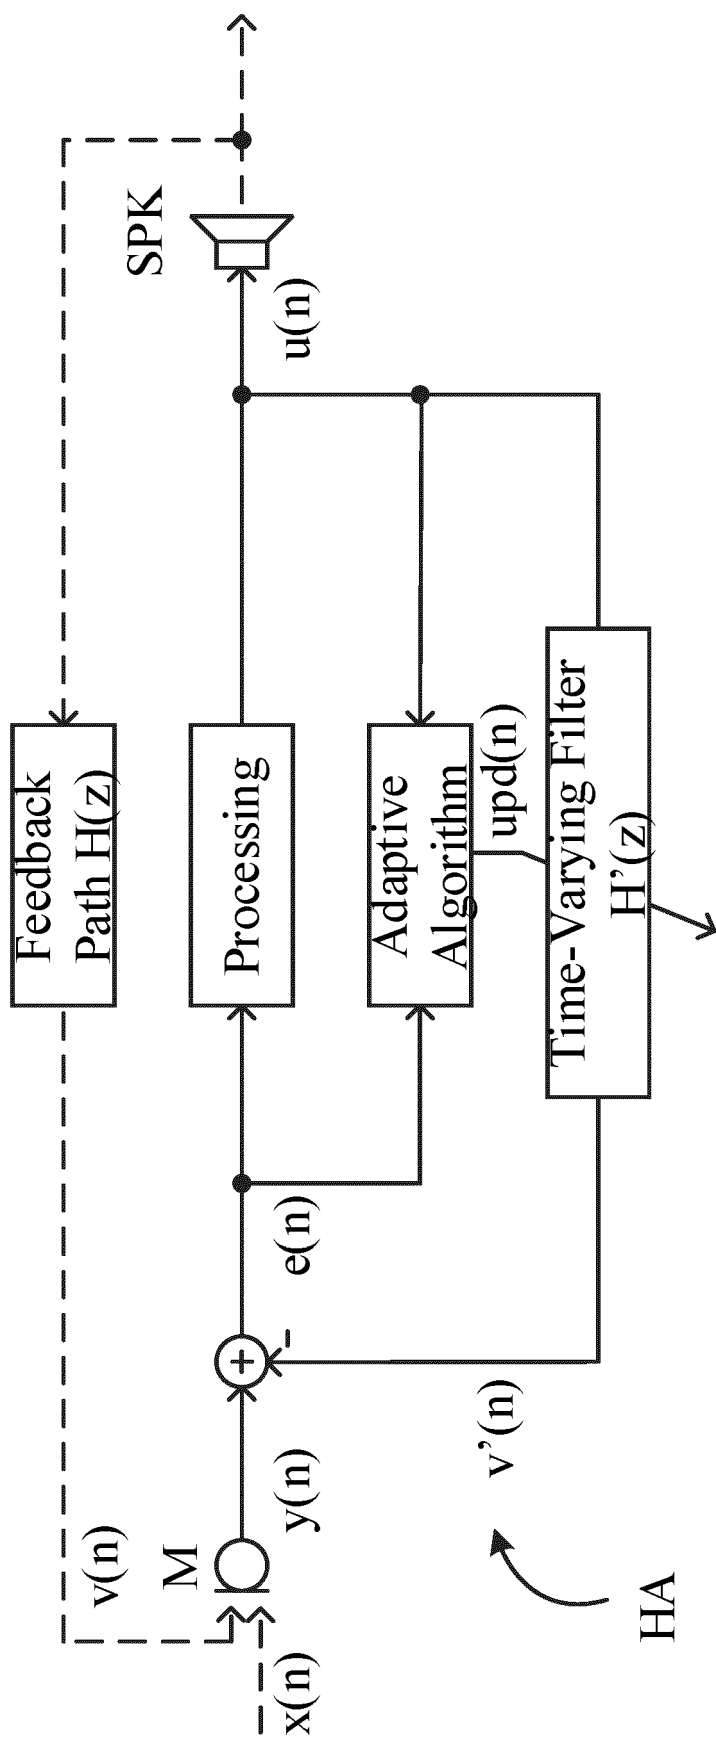 Feedback
Path H(z)
v(n)
SPK
M
Processing
x(n)
y(n)
+
e(n)
u(n)
-
Adaptive
Algorithm
upd(n)
v’(n)
Time-Varying Filter
H’(z)
HA